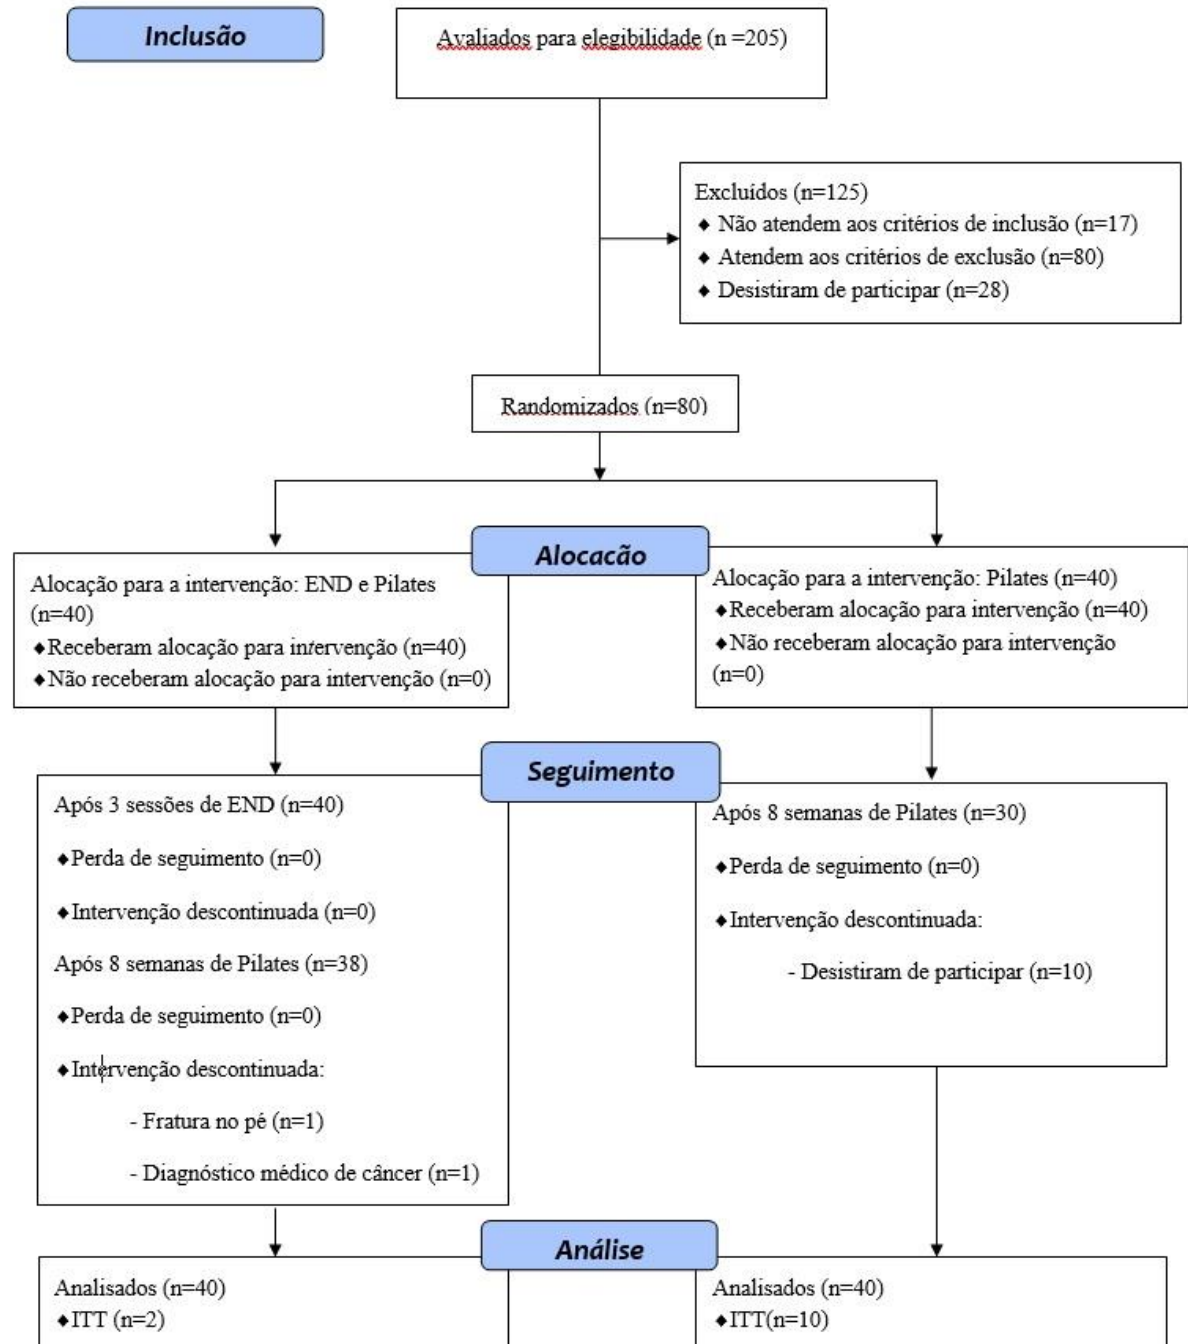 Inclusão
Avaliados para elegibilidade (n =205)
Excluídos (n=125)
♦ Não atendem aos critérios de inclusão (n=17)
♦ Atendem aos critérios de exclusão (n=80)
♦ Desistiram de participar (n=28)
Randomizados (n=80)
Alocacão
Alocação para a intervenção: END e Pilates
(n=40)
♦Receberam alocação para intervenção (n=40)
♦Não receberam alocação para intervenção (n=0)
Alocação para a intervenção: Pilates (n=40)
♦Receberam alocação para intervenção (n=40)
♦Não receberam alocação para intervenção
(n=0)
Seguimento
Após 3 sessões de END (n=40)
♦Perda de seguimento (n=0)
♦Intervenção descontinuada (n=0)
Após 8 semanas de Pilates (n=38)
♦Perda de seguimento (n=0)
♦Intervenção descontinuada:
- Fratura no pé (n=1)
- Diagnóstico médico de câncer (n=1)
Após 8 semanas de Pilates (n=30)
♦Perda de seguimento (n=0)
♦Intervenção descontinuada:
- Desistiram de participar (n=10)
Análise
Analisados (n=40)
♦ITT (n=2)
Analisados (n=40)
♦ITT(n=10)